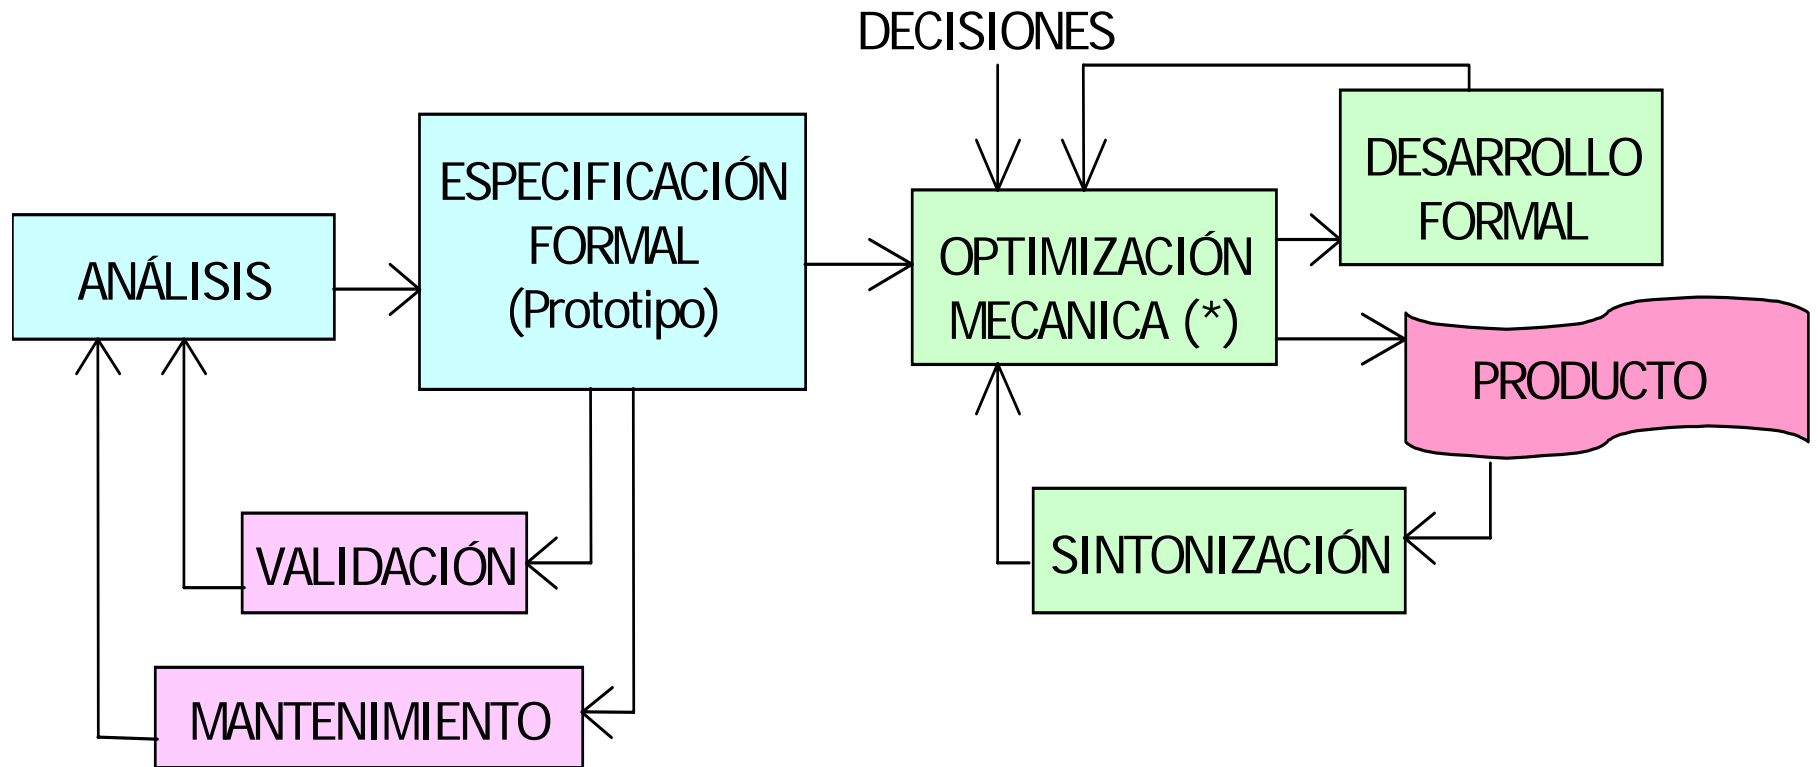 DECISIONES
ESPECIFICACIÓN
FORMAL
(Prototipo)
DESARROLLO
FORMAL
ANÁLISIS
OPTIMIZACIÓN
MECANICA (*)
PRODUCTO
VALIDACIÓN
SINTONIZACIÓN
MANTENIMIENTO